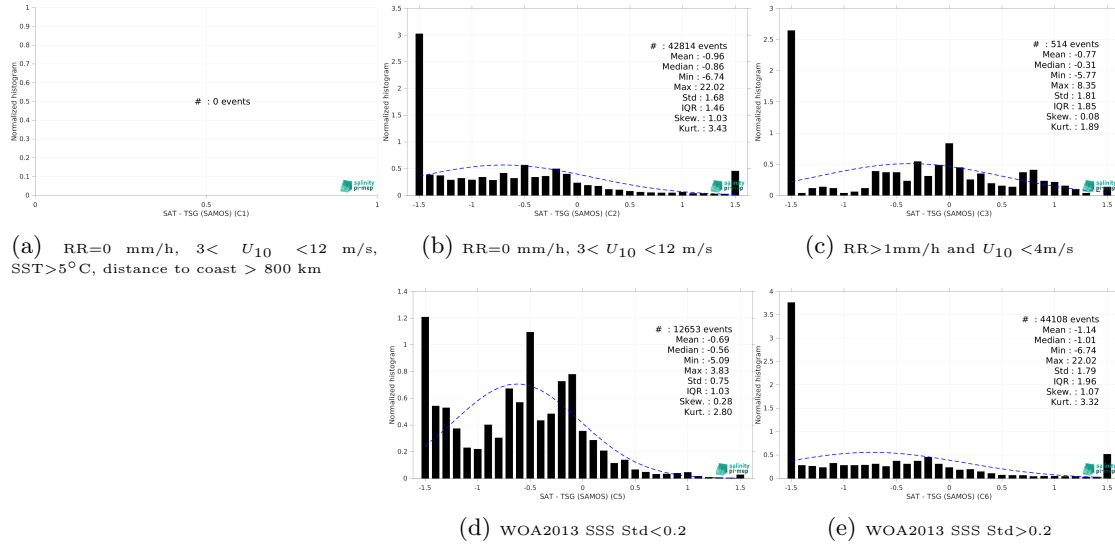 1
0.9
0.8
0.7
0.6
0.5
0.4
0.3
0.2
0.1
0
Normalized histogram
# : 0 events
salinity
pi-mep
0 0.5 1
SAT - TSG (SAMOS) (C1)
(a) RR=0 mm/h, 3< U10 <12 m/s,
SST>5°C, distance to coast > 800 km
3.5
3
2.5
2
1.5
1
0.5
0
Normalized histogram
# : 42814 events
Mean : -0.96
Median : -0.86
Min : -6.74
Max : 22.02
Std : 1.68
IQR : 1.46
Skew. : 1.03
Kurt. : 3.43
salinity
pi-mep
-1.5 -1 -0.5 0 0.5 1 1.5
SAT - TSG (SAMOS) (C2)
(b) RR=0 mm/h, 3< U10 <12 m/s
3
2.5
2
1.5
1
0.5
0
Normalized histogram
# : 514 events
Mean : -0.77
Median : -0.31
Min : -5.77
Max : 8.35
Std : 1.81
IQR : 1.85
Skew. : 0.08
Kurt. : 1.89
salinity
pi-mep
-1.5 -1 -0.5 0 0.5 1 1.5
SAT - TSG (SAMOS) (C3)
(c) RR>1mm/h and U10 <4m/s
1.4
1.2
1
0.8
0.6
0.4
0.2
0
Normalized histogram
# : 12653 events
Mean : -0.69
Median : -0.56
Min : -5.09
Max : 3.83
Std : 0.75
IQR : 1.03
Skew. : 0.28
Kurt. : 2.80
salinity
pi-mep
-1.5 -1 -0.5 0 0.5 1 1.5
SAT - TSG (SAMOS) (C5)
(d) WOA2013 SSS Std<0.2
4
3.5
3
2.5
2
1.5
1
0.5
0
Normalized histogram
# : 44108 events
Mean : -1.14
Median : -1.01
Min : -6.74
Max : 22.02
Std : 1.79
IQR : 1.96
Skew. : 1.07
Kurt. : 3.32
salinity
pi-mep
-1.5 -1 -0.5 0 0.5 1 1.5
SAT - TSG (SAMOS) (C6)
(e) WOA2013 SSS Std>0.2